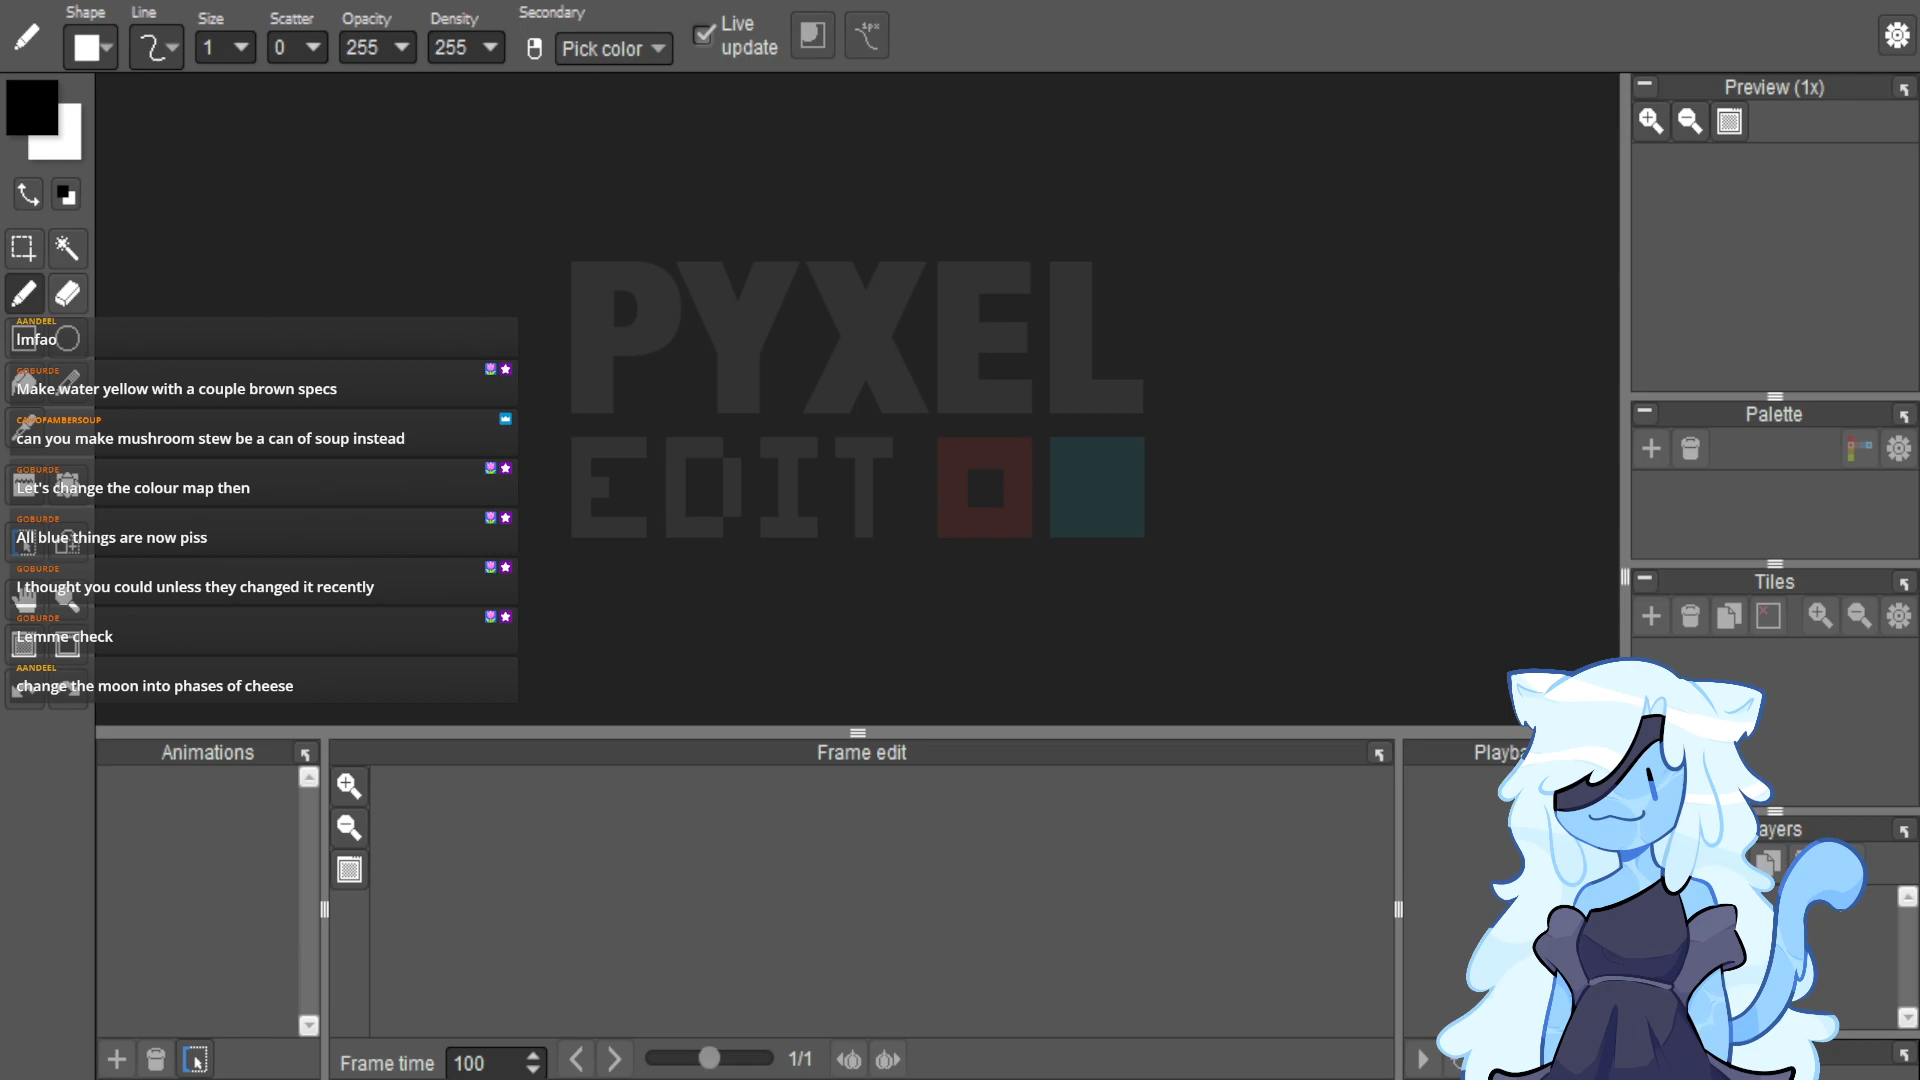 Shape
Line
Size
Scatter
Opacity
Density
Secondary
1
0
255
255
Pick color
Live
update
1px
Preview (1x)
PYXEL
EDIT
AANDEEL
lmfao
GOBURDE
Make water yellow with a couple brown specs
CANOFAMBERSOUP
can you make mushroom stew be a can of soup instead
GOBURDE
Let's change the colour map then
GOBURDE
All blue things are now piss
GOBURDE
I thought you could unless they changed it recently
GOBURDE
Lemme check
AANDEEL
change the moon into phases of cheese
Palette
Tiles
Animations
Frame edit
Playba
ayers
Frame time
100
1/1